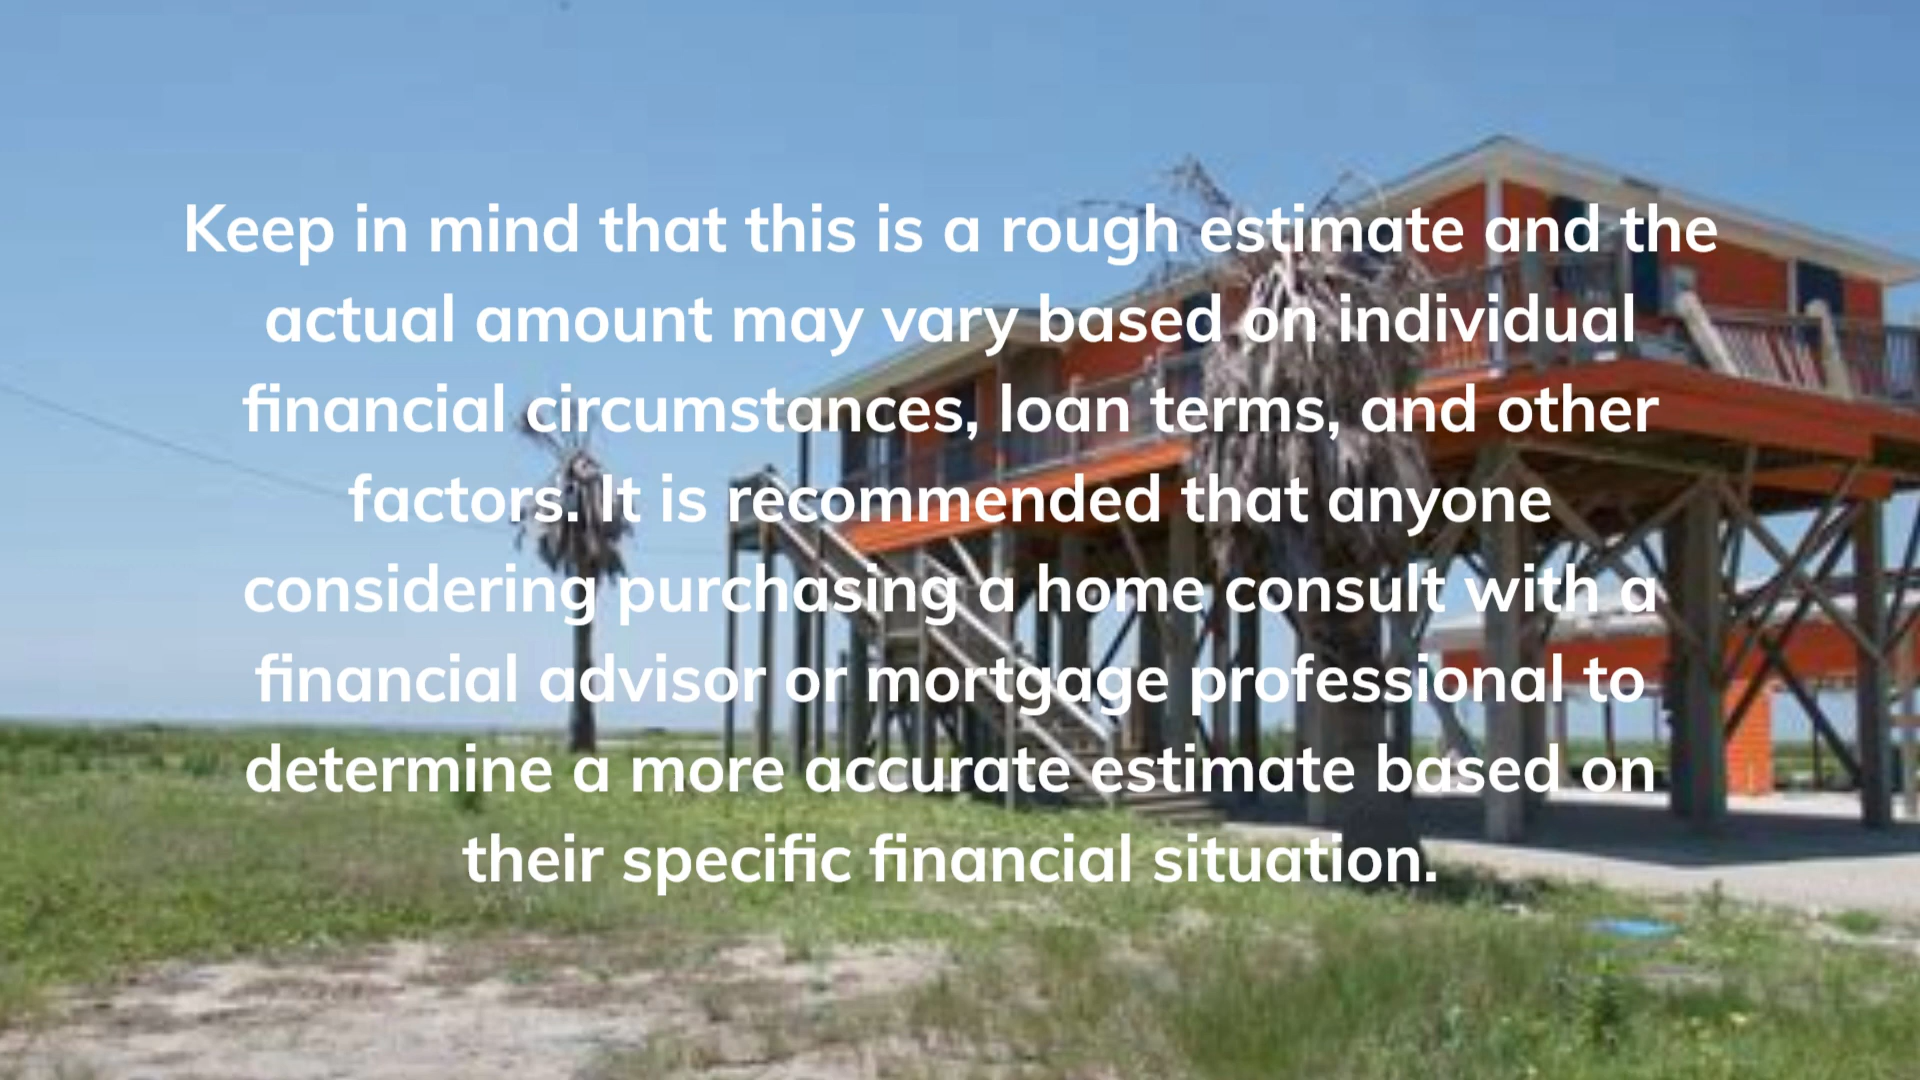 Keep in mind that this is a rough estimate and the
actual amount may vary based on individual
financial circumstances, loan terms, and other
factors. It is recommended that anyone
considering purchasing a home consult with a
financial advisor or mortgage professional to
determine a more accurate estimate based on
their specific financial situation.